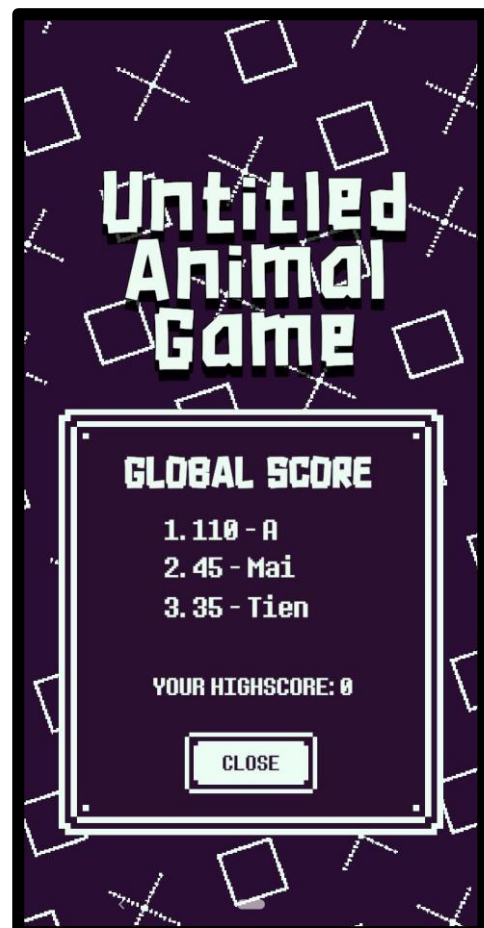 Untitled
Animal
Game
GLOBAL SCORE
1. 110 - A
2. 45 - Mai
3. 35 - Tien
YOUR HIGHSCORE: 0
CLOSE